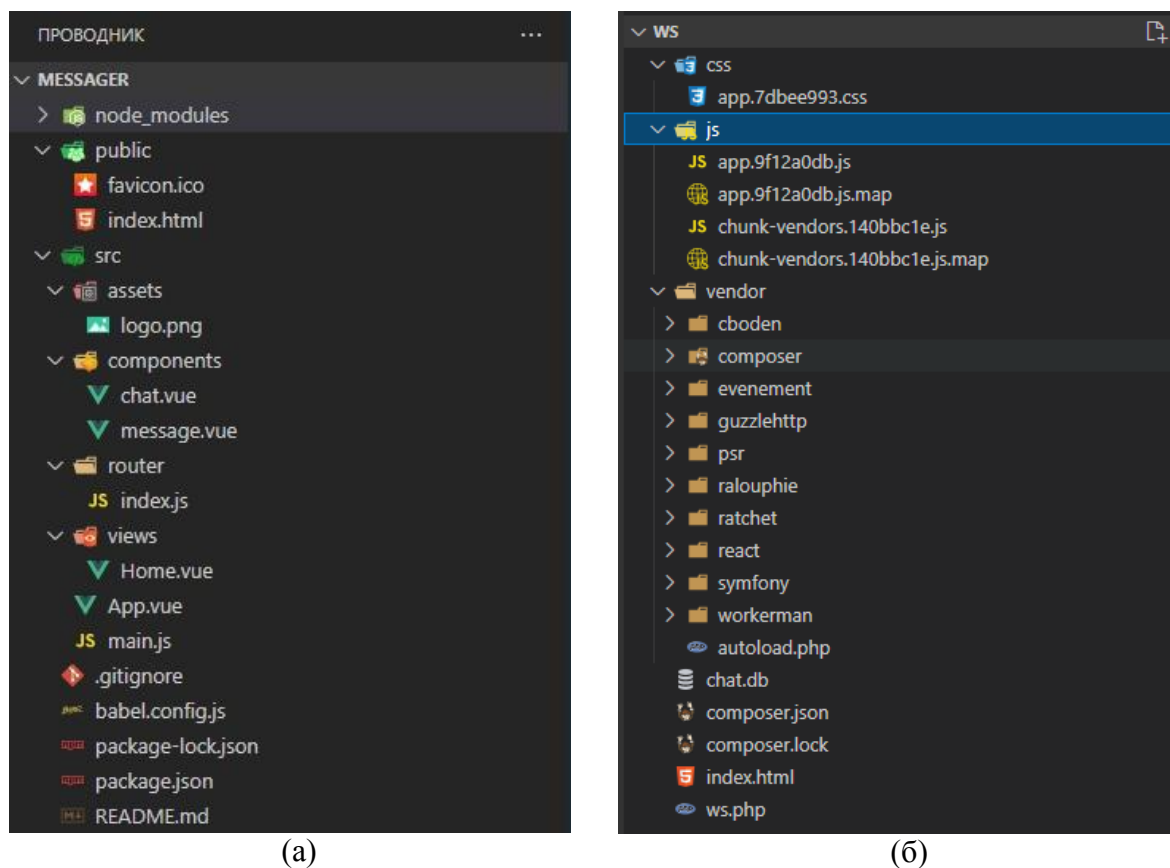 ПРОВОДНИК ...
MESSAGER
node_modules
public
favicon.ico
index.html
src
assets
logo.png
components
chat.vue
message.vue
router
JS index.js
views
Home.vue
App.vue
JS main.js
.gitignore
babel.config.js
package-lock.json
package.json
README.md
(а)
WS
css
app.7dbee993.css
js
JS app.9f12a0db.js
app.9f12a0db.js.map
JS chunk-vendors.140bbc1e.js
chunk-vendors.140bbc1e.js.map
vendor
cboden
composer
evenement
guzzlehttp
psr
ralouphie
ratchet
react
symfony
workerman
autoload.php
chat.db
composer.json
composer.lock
index.html
ws.php
(б)